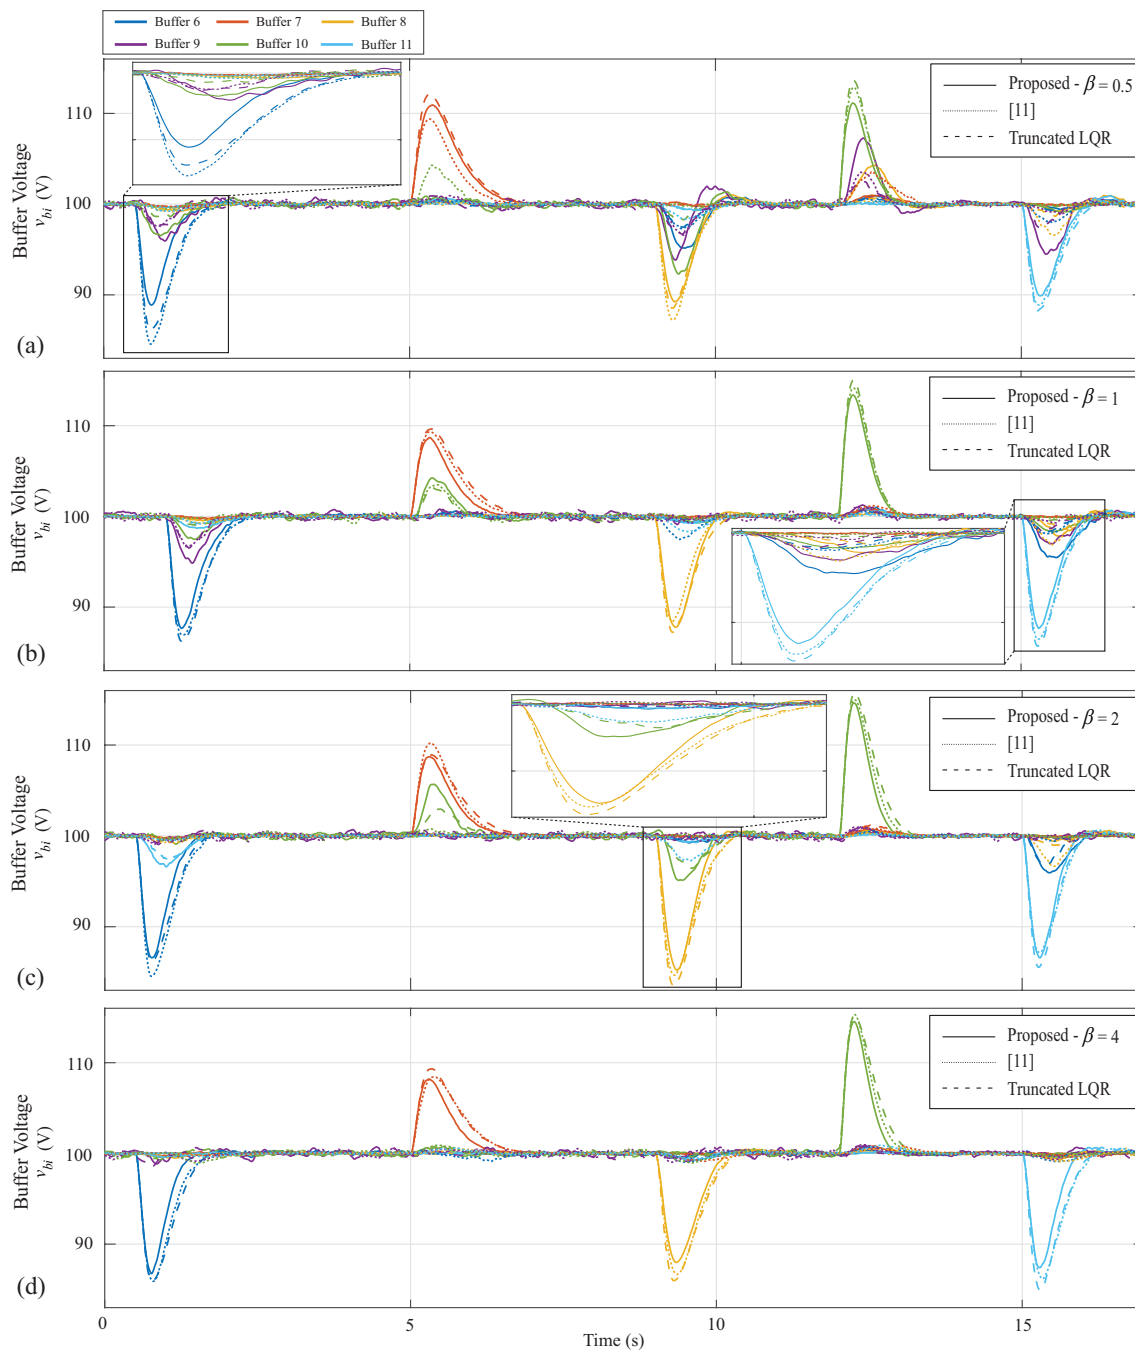 Buffer 6 Buffer 7 Buffer 8
Buffer 9 Buffer 10 Buffer 11
Buffer Voltage
v_bi (V)
110
100
90
Proposed - β = 0.5
[11]
Truncated LQR
(a)
Buffer Voltage
v_bi (V)
110
100
90
Proposed - β = 1
[11]
Truncated LQR
(b)
Buffer Voltage
v_bi (V)
110
100
90
Proposed - β = 2
[11]
Truncated LQR
(c)
Buffer Voltage
v_bi (V)
110
100
90
Proposed - β = 4
[11]
Truncated LQR
(d)
0 5 10 15
Time (s)